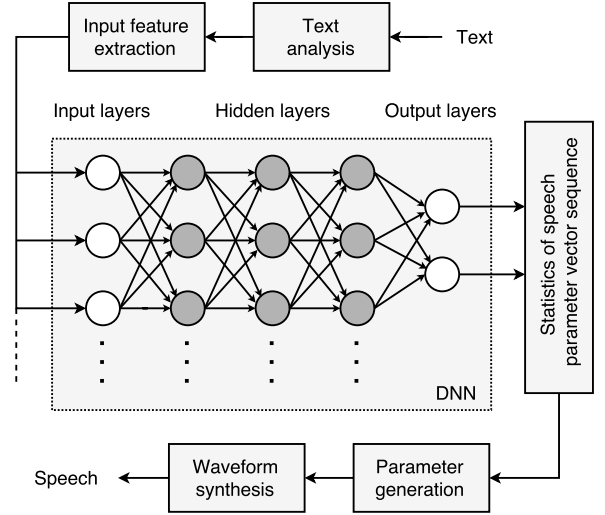 Input feature
extraction
Text
analysis
Text
Input layers
Hidden layers
Output layers
Statistics of speech
parameter vector sequence
DNN
Speech
Waveform
synthesis
Parameter
generation